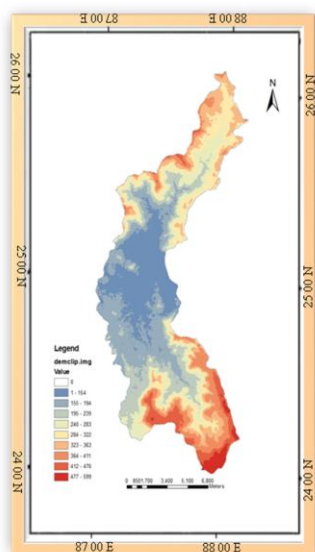 87.00 E
88.00 E
26.00 N
26.00 N
N
25.00 N
25.00 N
Legend
demclip.img
Value
0
1 - 154
155 - 194
195 - 239
240 - 283
284 - 322
323 - 363
364 - 411
412 - 476
477 - 599
24.00 N
24.00 N
Meters
87.00 E
88.00 E